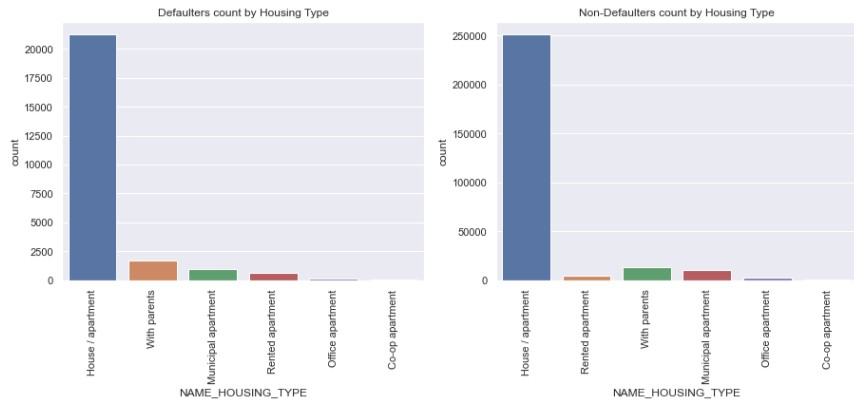 Defaulters count by Housing Type
20000
17500
15000
12500
10000
7500
5000
2500
0
count
House / apartment
With parents
Municipal apartment
Rented apartment
Office apartment
Co-op apartment
NAME_HOUSING_TYPE
Non-Defaulters count by Housing Type
250000
200000
150000
100000
50000
0
count
House / apartment
Rented apartment
With parents
Municipal apartment
Office apartment
Co-op apartment
NAME_HOUSING_TYPE